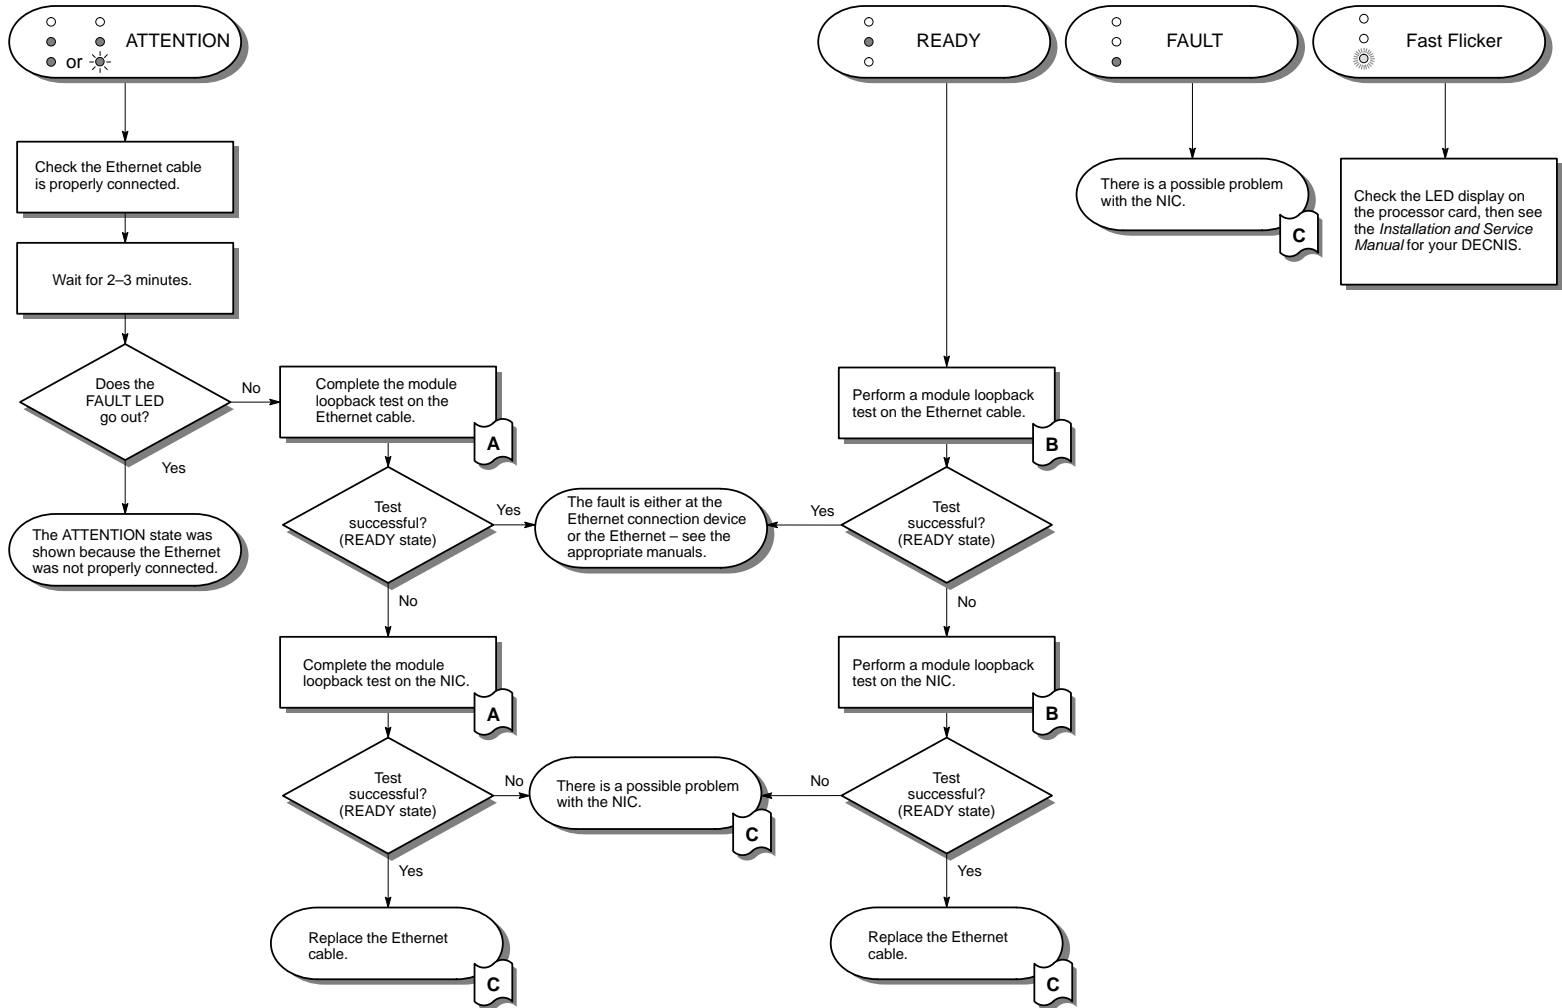 or
ATTENTION
READY
FAULT
Fast Flicker
Check the Ethernet cable
is properly connected.
Wait for 2–3 minutes.
Does the
FAULT LED
go out?
No
Yes
The ATTENTION state was
shown because the Ethernet
was not properly connected.
Complete the module
loopback test on the
Ethernet cable.
A
Test
successful?
(READY state)
Yes
No
The fault is either at the
Ethernet connection device
or the Ethernet – see the
appropriate manuals.
Complete the module
loopback test on the NIC.
A
Test
successful?
(READY state)
No
Yes
There is a possible problem
with the NIC.
C
Replace the Ethernet
cable.
C
Perform a module loopback
test on the Ethernet cable.
B
Test
successful?
(READY state)
Yes
No
Perform a module loopback
test on the NIC.
B
Test
successful?
(READY state)
No
Yes
Replace the Ethernet
cable.
C
There is a possible problem
with the NIC.
C
Check the LED display on
the processor card, then see
the Installation and Service
Manual for your DECNIS.